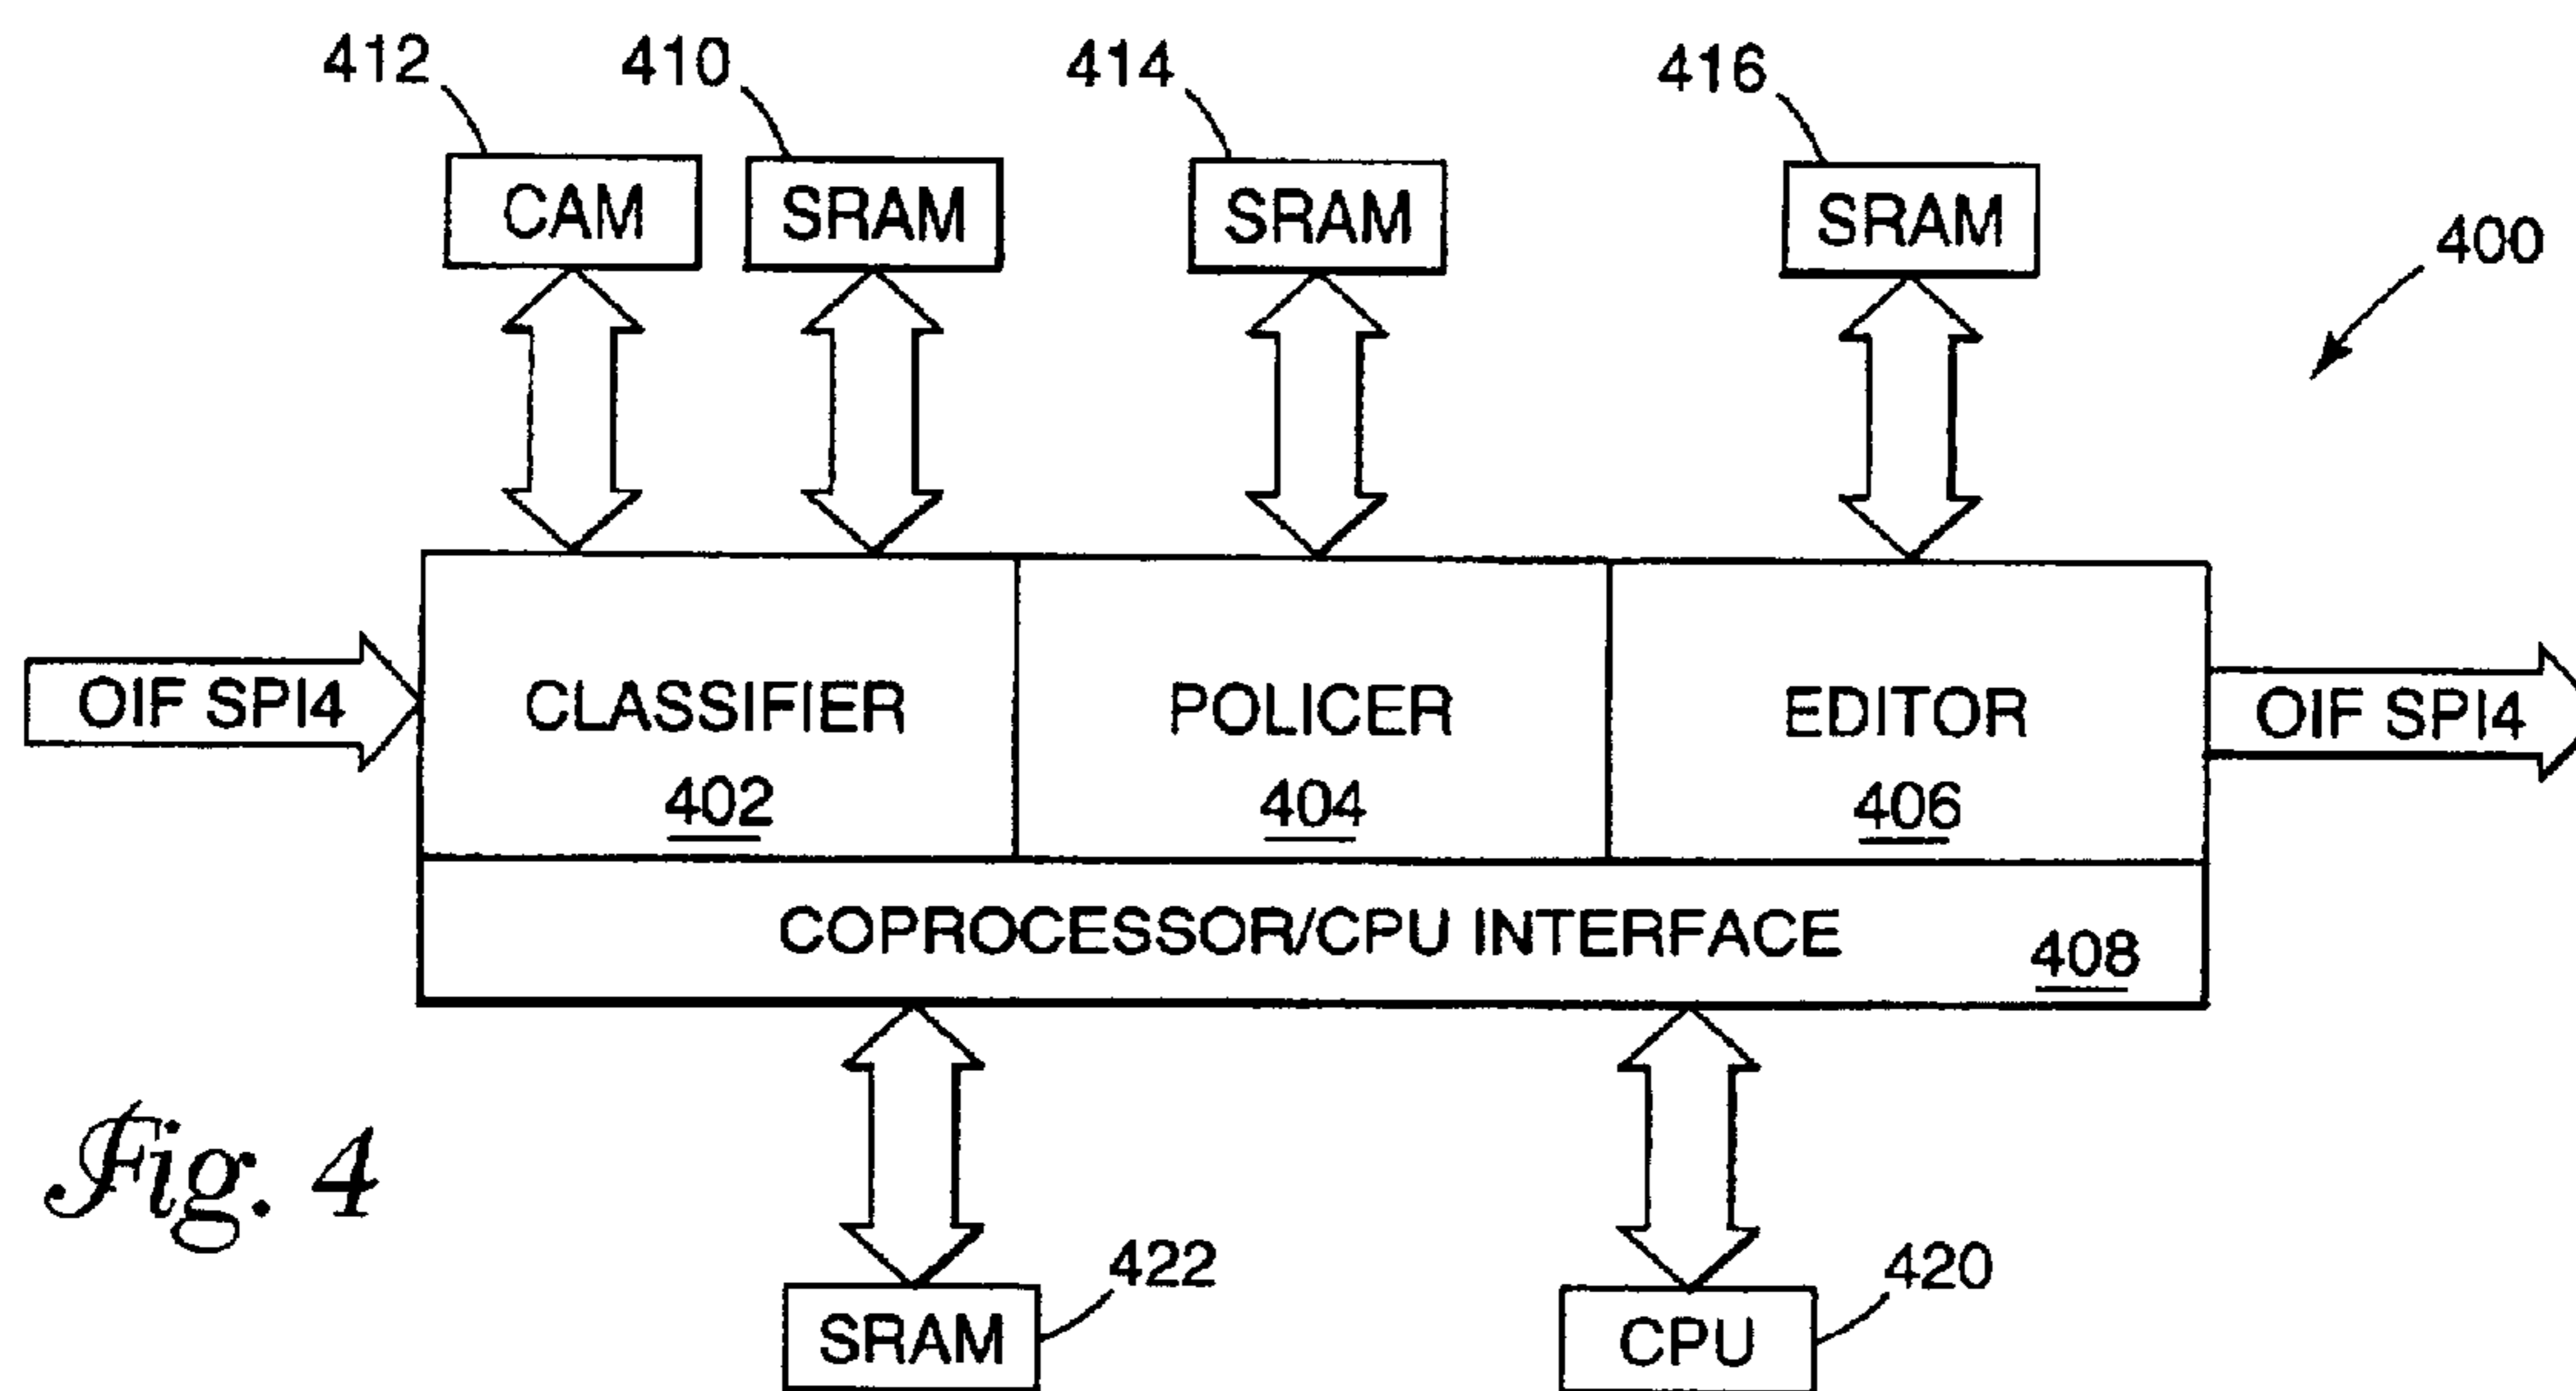 412 410 414 416
CAM SRAM SRAM SRAM
400
OIF SPI4 CLASSIFIER POLICER EDITOR OIF SPI4
402 404 406
COPROCESSOR/CPU INTERFACE
408
Fig. 4
422 420
SRAM CPU